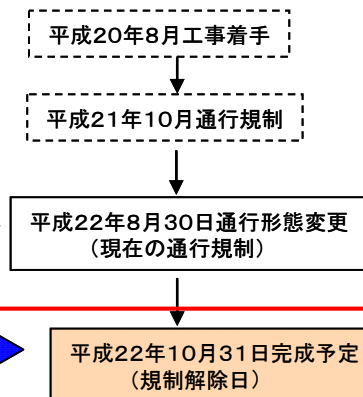 平成20年8月工事着手
平成21年10月通行規制
平成22年8月30日通行形態変更
（現在の通行規制）
平成22年10月31日完成予定
（規制解除日）